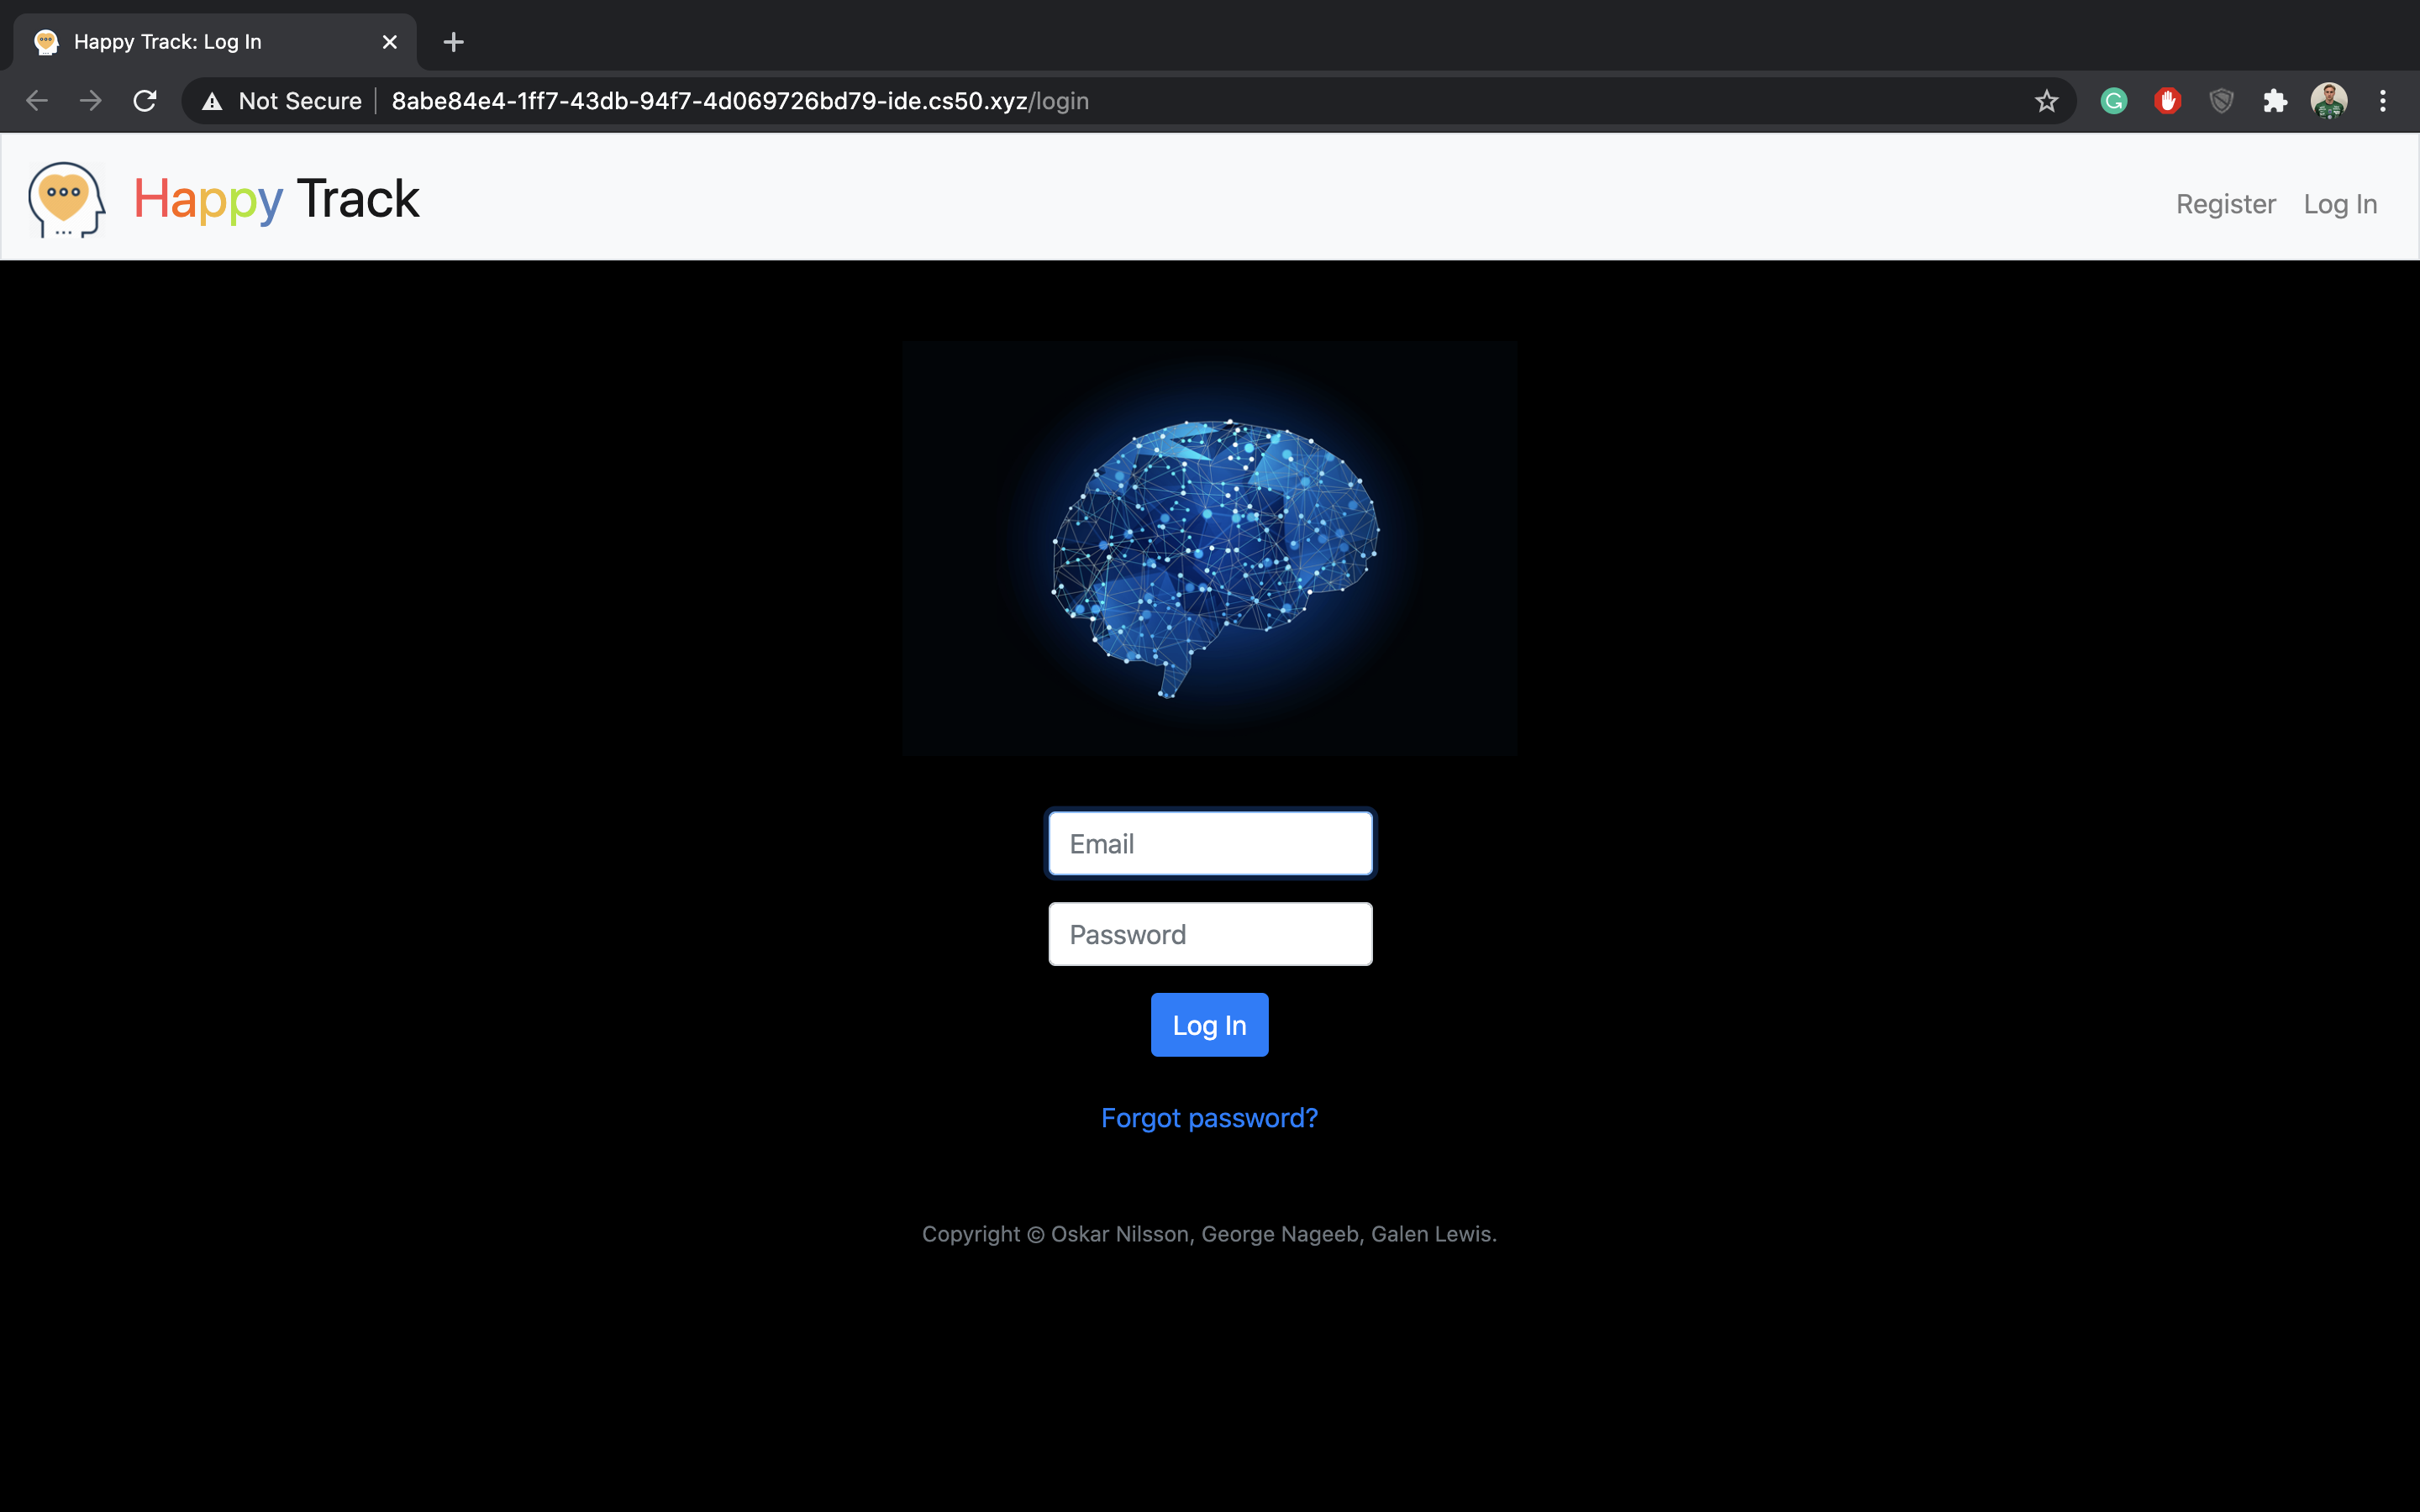 Happy Track: Log In
Not Secure 8abe84e4-1ff7-43db-94f7-4d069726bd79-ide.cs50.xyz/login
Happy Track
Register Log In
Email
Password
Log In
Forgot password?
Copyright © Oskar Nilsson, George Nageeb, Galen Lewis.